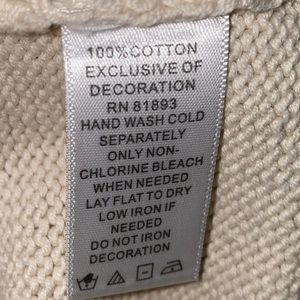 100% COTTON
EXCLUSIVE OF
DECORATION
RN 81893
HAND WASH COLD
SEPARATELY
ONLY NON-
CHLORINE BLEACH
WHEN NEEDED
LAY FLAT TO DRY
LOW IRON IF
NEEDED
DO NOT IRON
DECORATION